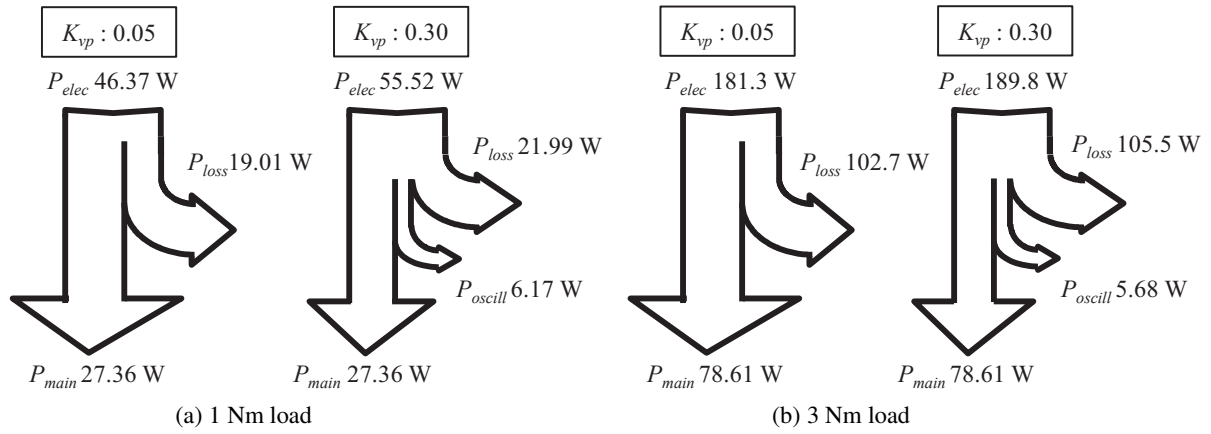 K_vp : 0.05
P_elec 46.37 W
P_loss 19.01 W
P_main 27.36 W
K_vp : 0.30
P_elec 55.52 W
P_loss 21.99 W
P_oscill 6.17 W
P_main 27.36 W
(a) 1 Nm load
K_vp : 0.05
P_elec 181.3 W
P_loss 102.7 W
P_main 78.61 W
K_vp : 0.30
P_elec 189.8 W
P_loss 105.5 W
P_oscill 5.68 W
P_main 78.61 W
(b) 3 Nm load